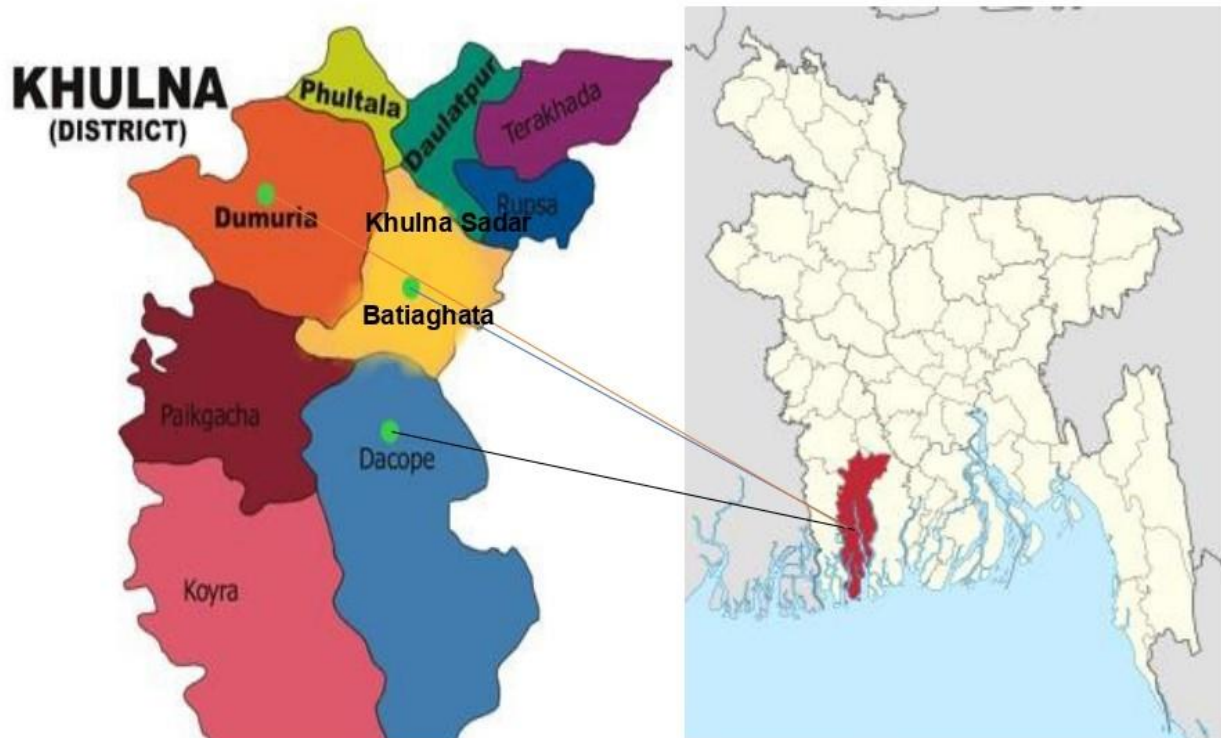 KHULNA
(DISTRICT)
Phultala
Daulatpur
Terakhada
Rupsa
Dumuria
Khulna Sadar
Batiaghata
Paikgacha
Dacope
Koyra